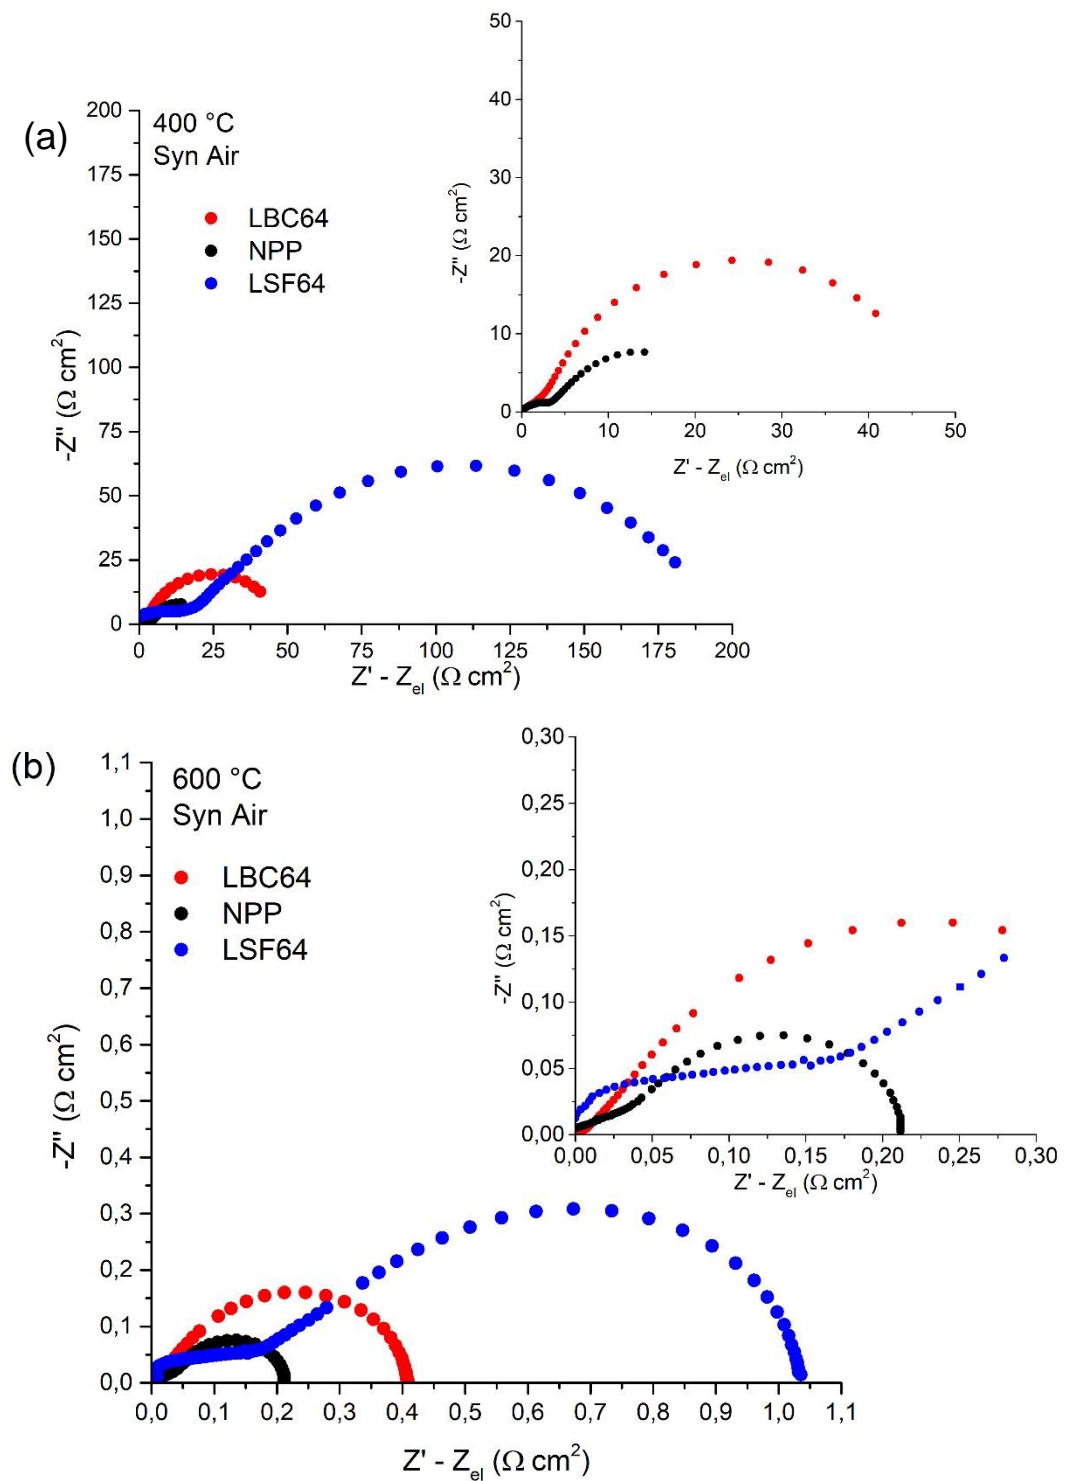 (a)
400 °C
Syn Air
LBC64
NPP
LSF64
200
175
150
125
100
75
50
25
0
-Z" (Ω cm²)
0 25 50 75 100 125 150 175 200
Z' - Zel (Ω cm²)
50
40
30
20
10
0
-Z" (Ω cm²)
0 10 20 30 40 50
Z' - Zel (Ω cm²)
(b)
600 °C
Syn Air
LBC64
NPP
LSF64
1,1
1,0
0,9
0,8
0,7
0,6
0,5
0,4
0,3
0,2
0,1
0,0
-Z" (Ω cm²)
0,0 0,1 0,2 0,3 0,4 0,5 0,6 0,7 0,8 0,9 1,0 1,1
Z' - Zel (Ω cm²)
0,30
0,25
0,20
0,15
0,10
0,05
0,00
-Z" (Ω cm²)
0,00 0,05 0,10 0,15 0,20 0,25 0,30
Z' - Zel (Ω cm²)